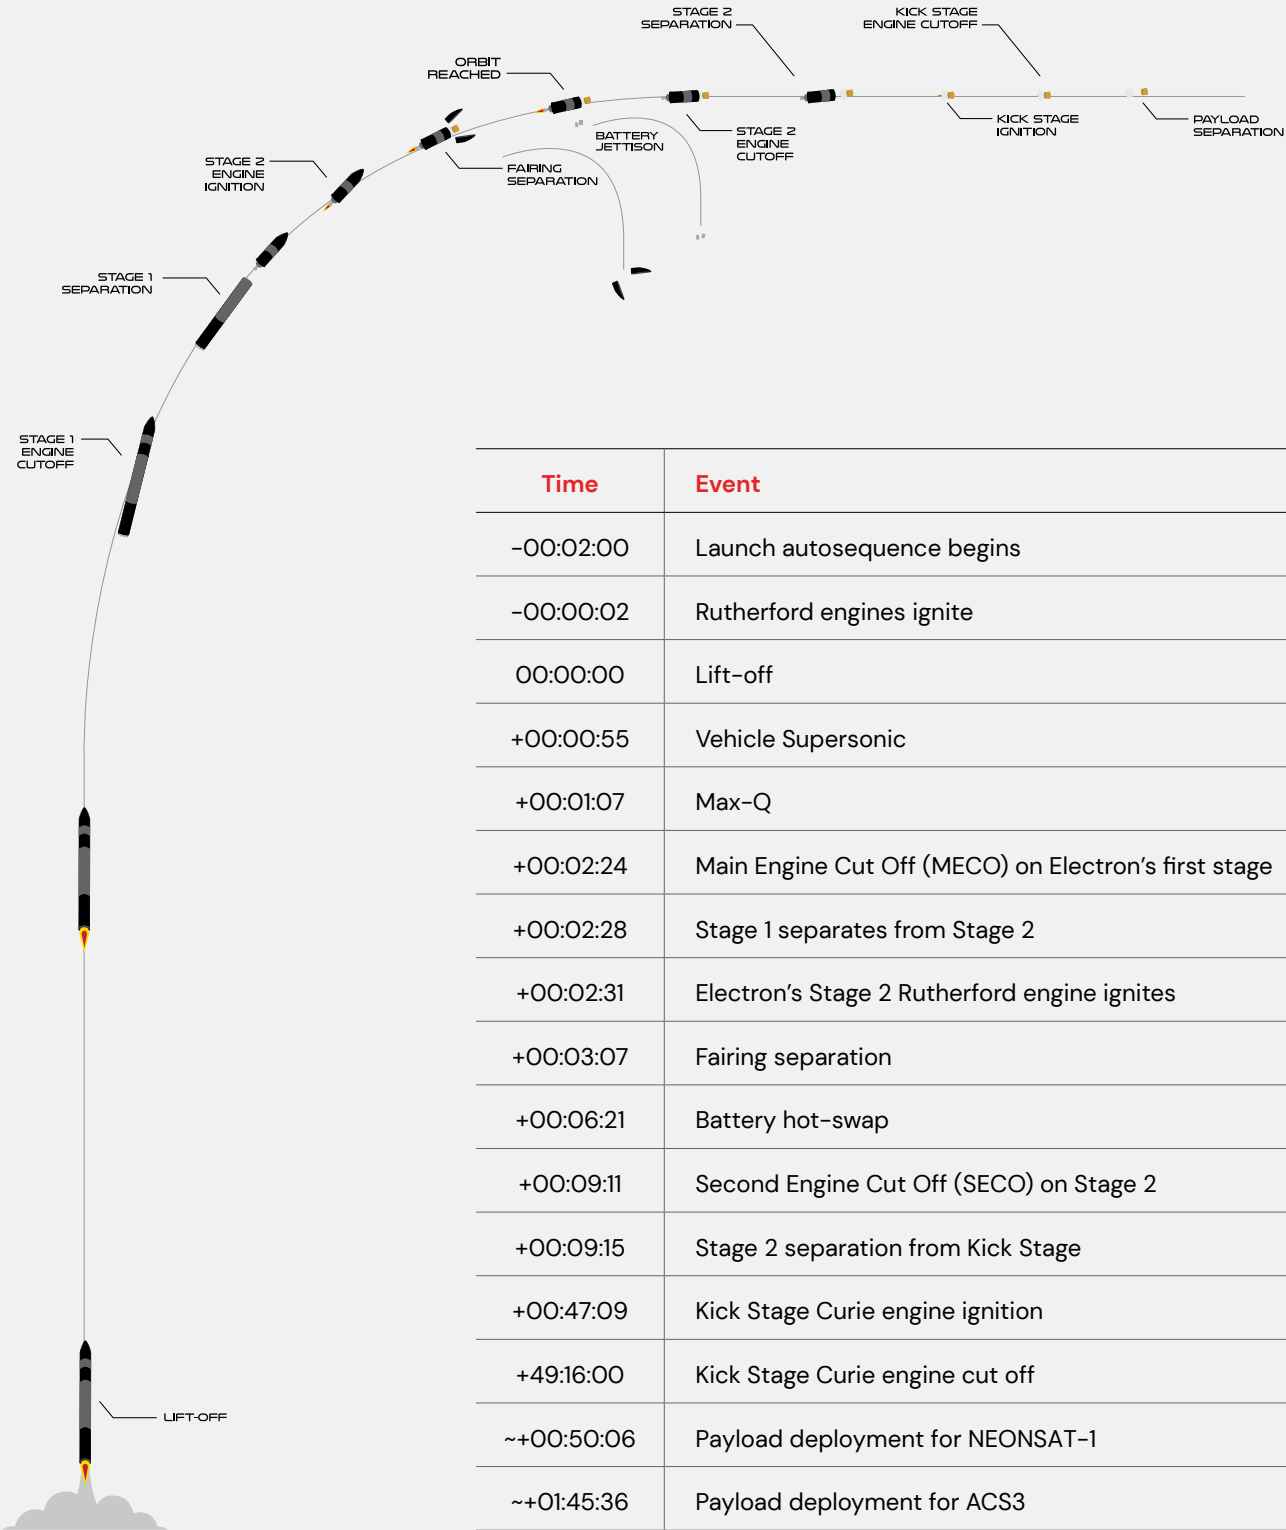 STAGE 2
SEPARATION
KICK STAGE
ENGINE CUTOFF
ORBIT
REACHED
KICK STAGE
IGNITION
PAYLOAD
SEPARATION
BATTERY
JETTISON
STAGE 2
ENGINE
CUTOFF
STAGE 2
ENGINE
IGNITION
FAIRING
SEPARATION
STAGE 1
SEPARATION
STAGE 1
ENGINE
CUTOFF
LIFT-OFF
Time Event
-00:02:00 Launch autosequence begins
-00:00:02 Rutherford engines ignite
00:00:00 Lift-off
+00:00:55 Vehicle Supersonic
+00:01:07 Max-Q
+00:02:24 Main Engine Cut Off (MECO) on Electron’s first stage
+00:02:28 Stage 1 separates from Stage 2
+00:02:31 Electron’s Stage 2 Rutherford engine ignites
+00:03:07 Fairing separation
+00:06:21 Battery hot-swap
+00:09:11 Second Engine Cut Off (SECO) on Stage 2
+00:09:15 Stage 2 separation from Kick Stage
+00:47:09 Kick Stage Curie engine ignition
+49:16:00 Kick Stage Curie engine cut off
~+00:50:06 Payload deployment for NEONSAT-1
~+01:45:36 Payload deployment for ACS3